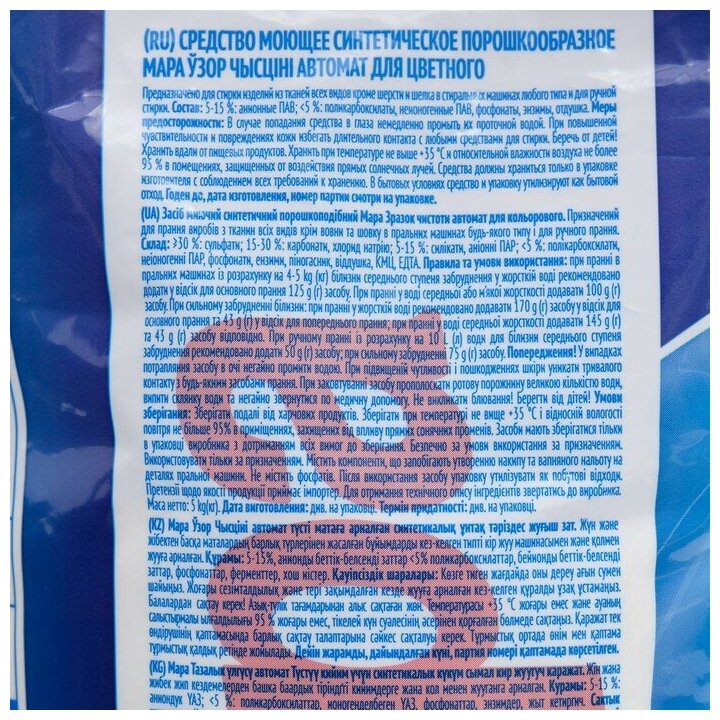 (RU) СРЕДСТВО МОЮЩЕЕ СИНТЕТИЧЕСКОЕ ПОРОШКООБРАЗНОЕ
МАРА ЎЗОР ЧЫСЦІНІ АВТОМАТ ДЛЯ ЦВЕТНОГО
Предназначено для стирки изделий из тканей всех видов кроме шерсти и шелка в стиральных машинах любого типа и для ручной
стирки. Состав: 5-15 %: анионные ПАВ; <5 %: поликарбоксилаты, неионогенные ПАВ, фосфонаты, энзимы, отдушка. Меры
предосторожности: В случае попадания средства в глаза немедленно промыть их проточной водой. При повышенной
чувствительности и повреждениях кожи избегать длительного контакта с любыми средствами для стирки. Беречь от детей!
Хранить вдали от пищевых продуктов. Хранить при температуре не выше +35 °С и относительной влажности воздуха не более
95 % в помещениях, защищенных от воздействия прямых солнечных лучей. Средства должны храниться только в упаковке
изготовителя с соблюдением всех требований к хранению. В бытовых условиях средство и упаковку утилизируют как бытовой
отход. Годен до, дата изготовления, номер партии смотри на упаковке.
(UA) Засіб миючий синтетичний порошкоподібний Мара Зразок чистоти автомат для кольорового. Призначений
для прання виробів з тканин всіх видів крім вовни та шовку в пральних машинах будь-якого типу і для ручного прання.
Склад: ≥30 %: сульфати; 15-30 %: карбонати, хлорид натрію; 5-15 %: силікати, аніонні ПАР; <5 %: полікарбоксилати,
неіоногенні ПАР, фосфонати, ензими, піногасник, віддушка, КМЦ, ЕДТА. Правила та умови використання: при пранні в
пральних машинах із розрахунку на 4-5 kg (кг) білизни середнього ступеня забруднення у жорсткій воді рекомендовано
додати у відсік для основного прання 125 g (г) засобу. При пранні у воді середньої або м'якої жорсткості додавати 100 g
(г) засобу. При сильному забрудненні білизни: при пранні у жорсткій воді рекомендовано додати 170 g (г) засобу у відсік для
основного прання та 43 g (г) у відсік для попереднього прання; при пранні у воді середньої жорсткості додавати 145 g (г)
та 43 g (г) засобу відповідно. При ручному пранні із розрахунку на 10 l (л) води для білизни середнього ступеню
забруднення рекомендовано додати 50 g (г) засобу; при сильному забрудненні 75 g (г) засобу. Попередження! У випадках
потрапляння засобу в очі негайно промити водою. При підвищеній чутливості і пошкодженнях шкіри уникати тривалого
контакту з будь-якими засобами прання. При заковтуванні засобу прополоскати ротову порожнину великою кількістю води,
випити склянку води та негайно звернутися по медичну допомогу. Не викликати блювання! Берегти від дітей! Умови
зберігання: Зберігати подалі від харчових продуктів. Зберігати при температурі не вище +35 °С і відносній вологості
повітря не більше 95% в приміщеннях, захищених від впливу прямих сонячних променів. Засоби мають зберігатися тільки
в упаковці виробника з дотриманням всіх вимог до зберігання. Безпечно за умови використання за призначенням.
Використовувати тільки за призначенням. Містить компоненти, що запобігають утворенню накипу та вапняного нальоту на
деталях пральної машини. Не містить фосфатів. Після використання засобу упаковку утилізувати як побутові відходи.
Претензії щодо якості продукції приймає імпортер. Для отримання технічного опису інгредієнтів звертатись до виробника.
Маса нетто: 5 kg(кг). Дата виготовлення: див. на упаковці. Термін придатності: див. на упаковці.
(KZ) Мара Ўзор Чысціні автомат түсті матаға арналған синтетикалық ұнтақ тәріздес жуғыш зат. Жүн және
жібектен басқа маталардың барлық түрлерінен жасалған бұйымдарды кез-келген типті кір жуу машинасымен және қолмен
жууға арналған. Құрамы: 5-15%, анионды беттік-белсенді заттар <5% поликарбоксилаттар, бейионды беттік-белсенді
заттар, фосфонаттар, ферменттер, хош иістер. Қауіпсіздік шаралары: Көзге тиген жағдайда оны дереу ағын сумен
шайыңыз. Жоғары сезімталдылық және тері зақымдалған кезде жууға арналған кез-келген құралды ұзақ ұстамаңыз.
Балалардан сақтау керек! Азық-түлік тағамдарынан алыс сақтаған жөн. Температурасы +35 °С жоғары емес және ауаның
салыстырмалы ылғалдылығы 95 % жоғары емес, тікелей күн сәулесінің әсерінен қорғалған бөлмеде сақтаңыз. Қаражат тек
өндірушінің қаптамасында барлық сақтау талаптарына сәйкес сақталуы керек. Тұрмыстық ортада өнім мен қаптама
тұрмыстық қалдық ретінде жойылады. Дейін жарамды, дайындалған күні, партия нөмері қаптамада көрсетілген.
(KG) Мара Тазалык үлгүсү автомат Түстүү кийим үчүн синтетикалык күкүм сымал кир жуугуч каражат. Жүн жана
жибек жип кездемелерден башка баардык түрүндөгү кийимдерге жана кол менен жууганга арналган. Курамы: 5-15 %:
аниондук ҮАЗ; <5 %: поликарбоксилаттар, ионогенделбеген ҮАЗ, фосфонаттар, энзимдер, жыт кетиргич. Сактык